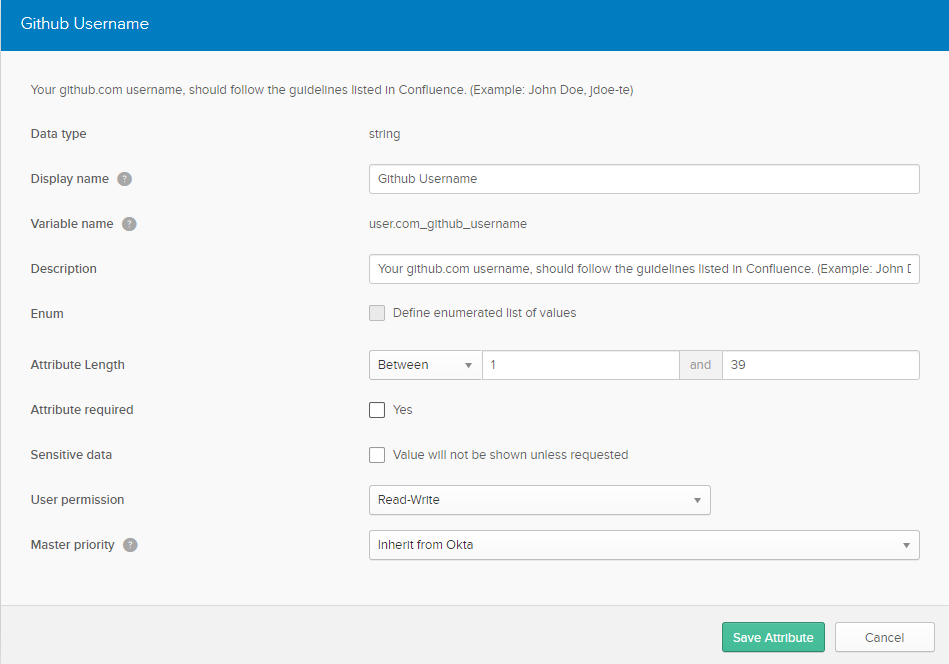 Github Username
Your github.com username, should follow the guidelines listed in Confluence. (Example: John Doe, jdoe-te)
Data type string
Display name ? Github Username
Variable name ? user.com_github_username
Description Your github.com username, should follow the guidelines listed in Confluence. (Example: John D
Enum Define enumerated list of values
Attribute Length Between 1 and 39
Attribute required Yes
Sensitive data Value will not be shown unless requested
User permission Read-Write
Master priority ? Inherit from Okta
Save Attribute Cancel